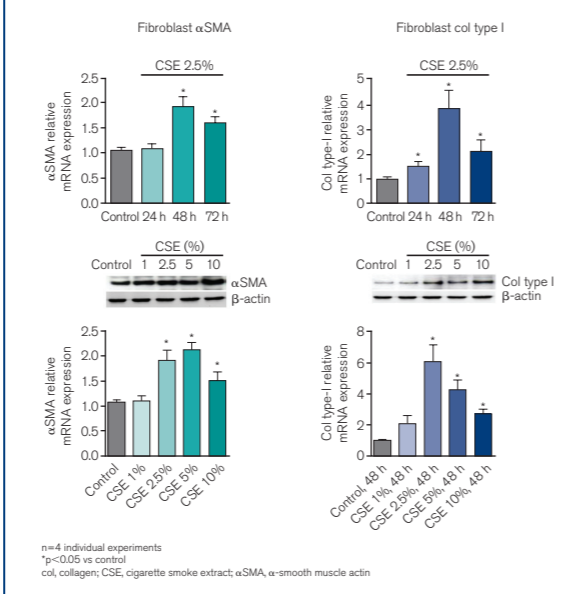 Fibroblast αSMA
CSE 2.5%
αSMA relative
mRNA expression
2.5
2.0
1.5
1.0
0.5
0.0
* *
Control 24 h 48 h 72 h
CSE (%)
Control 1 2.5 5 10
αSMA
β-actin
αSMA relative
mRNA expression
2.5
2.0
1.5
1.0
0.5
0.0
* * *
Control
CSE 1%
CSE 2.5%
CSE 5%
CSE 10%
Fibroblast col type I
CSE 2.5%
Col type-I relative
mRNA expression
5
4
3
2
1
0
* * *
Control 24 h 48 h 72 h
CSE (%)
Control 1 2.5 5 10
Col type I
β-actin
Col type-I relative
mRNA expression
8
6
4
2
0
* * *
Control, 48 h
CSE 1%, 48 h
CSE 2.5%, 48 h
CSE 5%, 48 h
CSE 10%, 48 h
n=4 individual experiments
*p<0.05 vs control
col, collagen; CSE, cigarette smoke extract; αSMA, α-smooth muscle actin